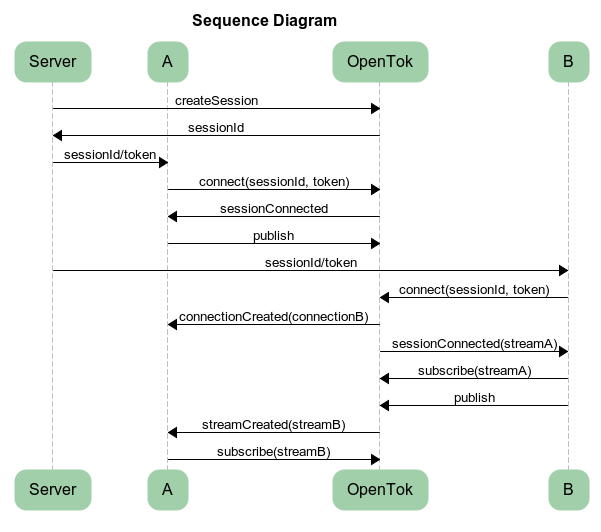 Sequence Diagram
Server A OpenTok B
createSession
sessionId
sessionId/token
connect(sessionId, token)
sessionConnected
publish
sessionId/token
connect(sessionId, token)
connectionCreated(connectionB)
sessionConnected(streamA)
subscribe(streamA)
publish
streamCreated(streamB)
subscribe(streamB)
Server A OpenTok B